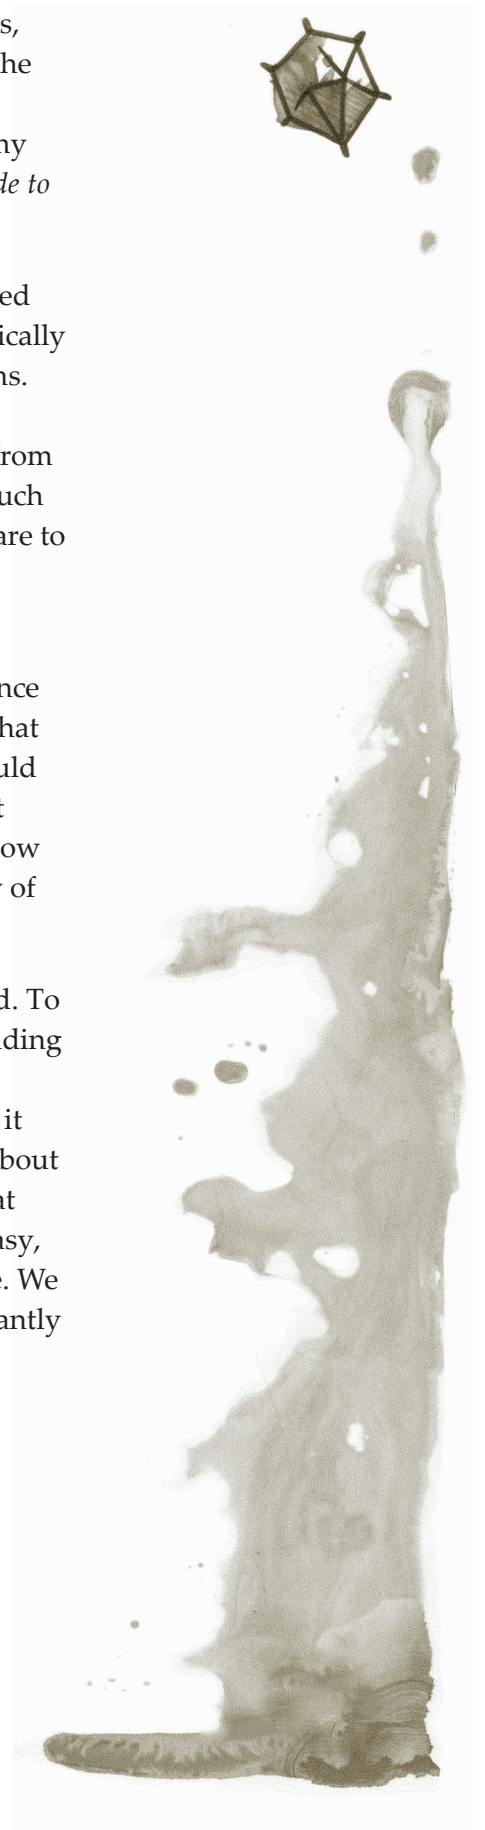 s,
he
ny
de to
ed
ically
ns.
rom
uch
are to
nce
hat
uld
t
ow
of
d. To
ding
it
bout
at
asy,
e. We
antly